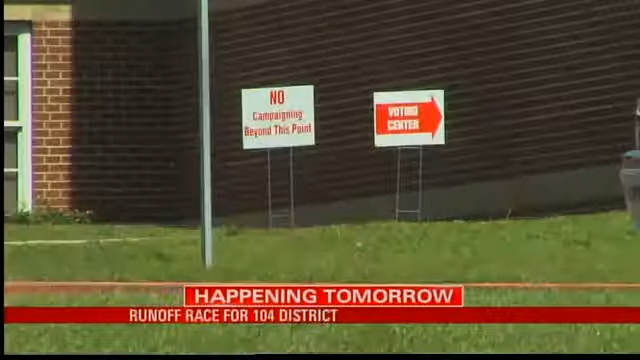 NO
Campaigning
Beyond This Point
VOTING
CENTER
HAPPENING TOMORROW
RUNOFF RACE FOR 104 DISTRICT